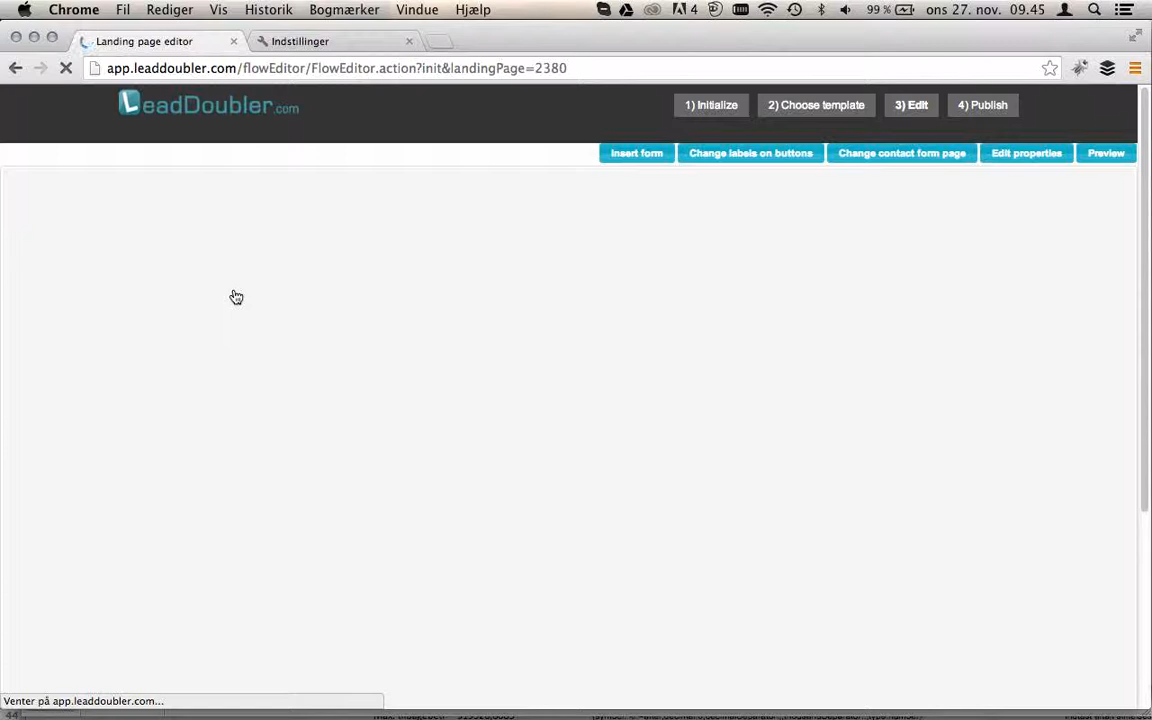 Chrome Fil Rediger Vis Historik Bogmærker Vindue Hjælp 4 99 % ons 27. nov. 09.45
Landing page editor Indstillinger
app.leaddoubler.com/flowEditor/FlowEditor.action?init&landingPage=2380
LeadDoubler.com 1) Initialize 2) Choose template 3) Edit 4) Publish
Insert form Change labels on buttons Change contact form page Edit properties Preview
Venter på app.leaddoubler.com...